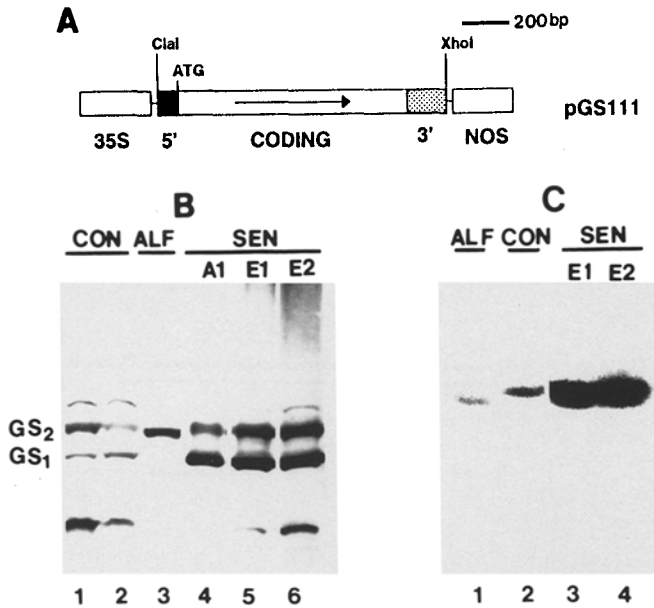 A
200bp
ClaI XhoI
ATG
pGS111
35S 5' CODING 3' NOS
B C
CON ALF SEN
A1 E1 E2
ALF CON SEN
E1 E2
GS2
GS1
1 2 3 4 5 6
1 2 3 4